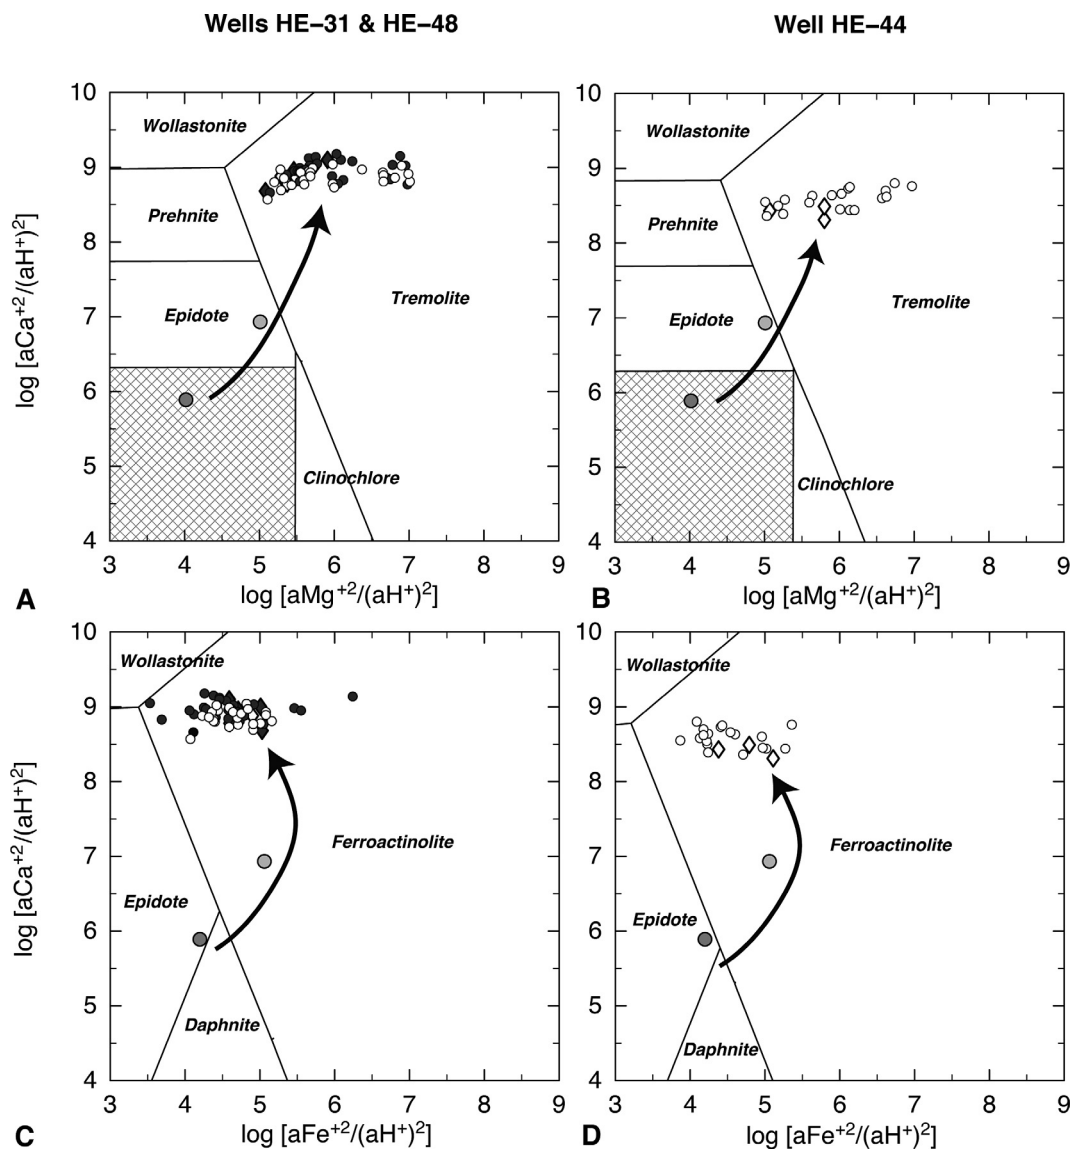 Wells HE–31 & HE–48
Well HE–44
10
9
8
7
6
5
4
log [aCa+2/(aH+)2]
Wollastonite
Prehnite
Epidote
Tremolite
Clinochlore
3 4 5 6 7 8 9
log [aMg+2/(aH+)2]
A
10
9
8
7
6
5
4
Wollastonite
Prehnite
Epidote
Tremolite
Clinochlore
3 4 5 6 7 8 9
log [aMg+2/(aH+)2]
B
10
9
8
7
6
5
4
log [aCa+2/(aH+)2]
Wollastonite
Ferroactinolite
Epidote
Daphnite
3 4 5 6 7 8 9
log [aFe+2/(aH+)2]
C
10
9
8
7
6
5
4
Wollastonite
Ferroactinolite
Epidote
Daphnite
3 4 5 6 7 8 9
log [aFe+2/(aH+)2]
D